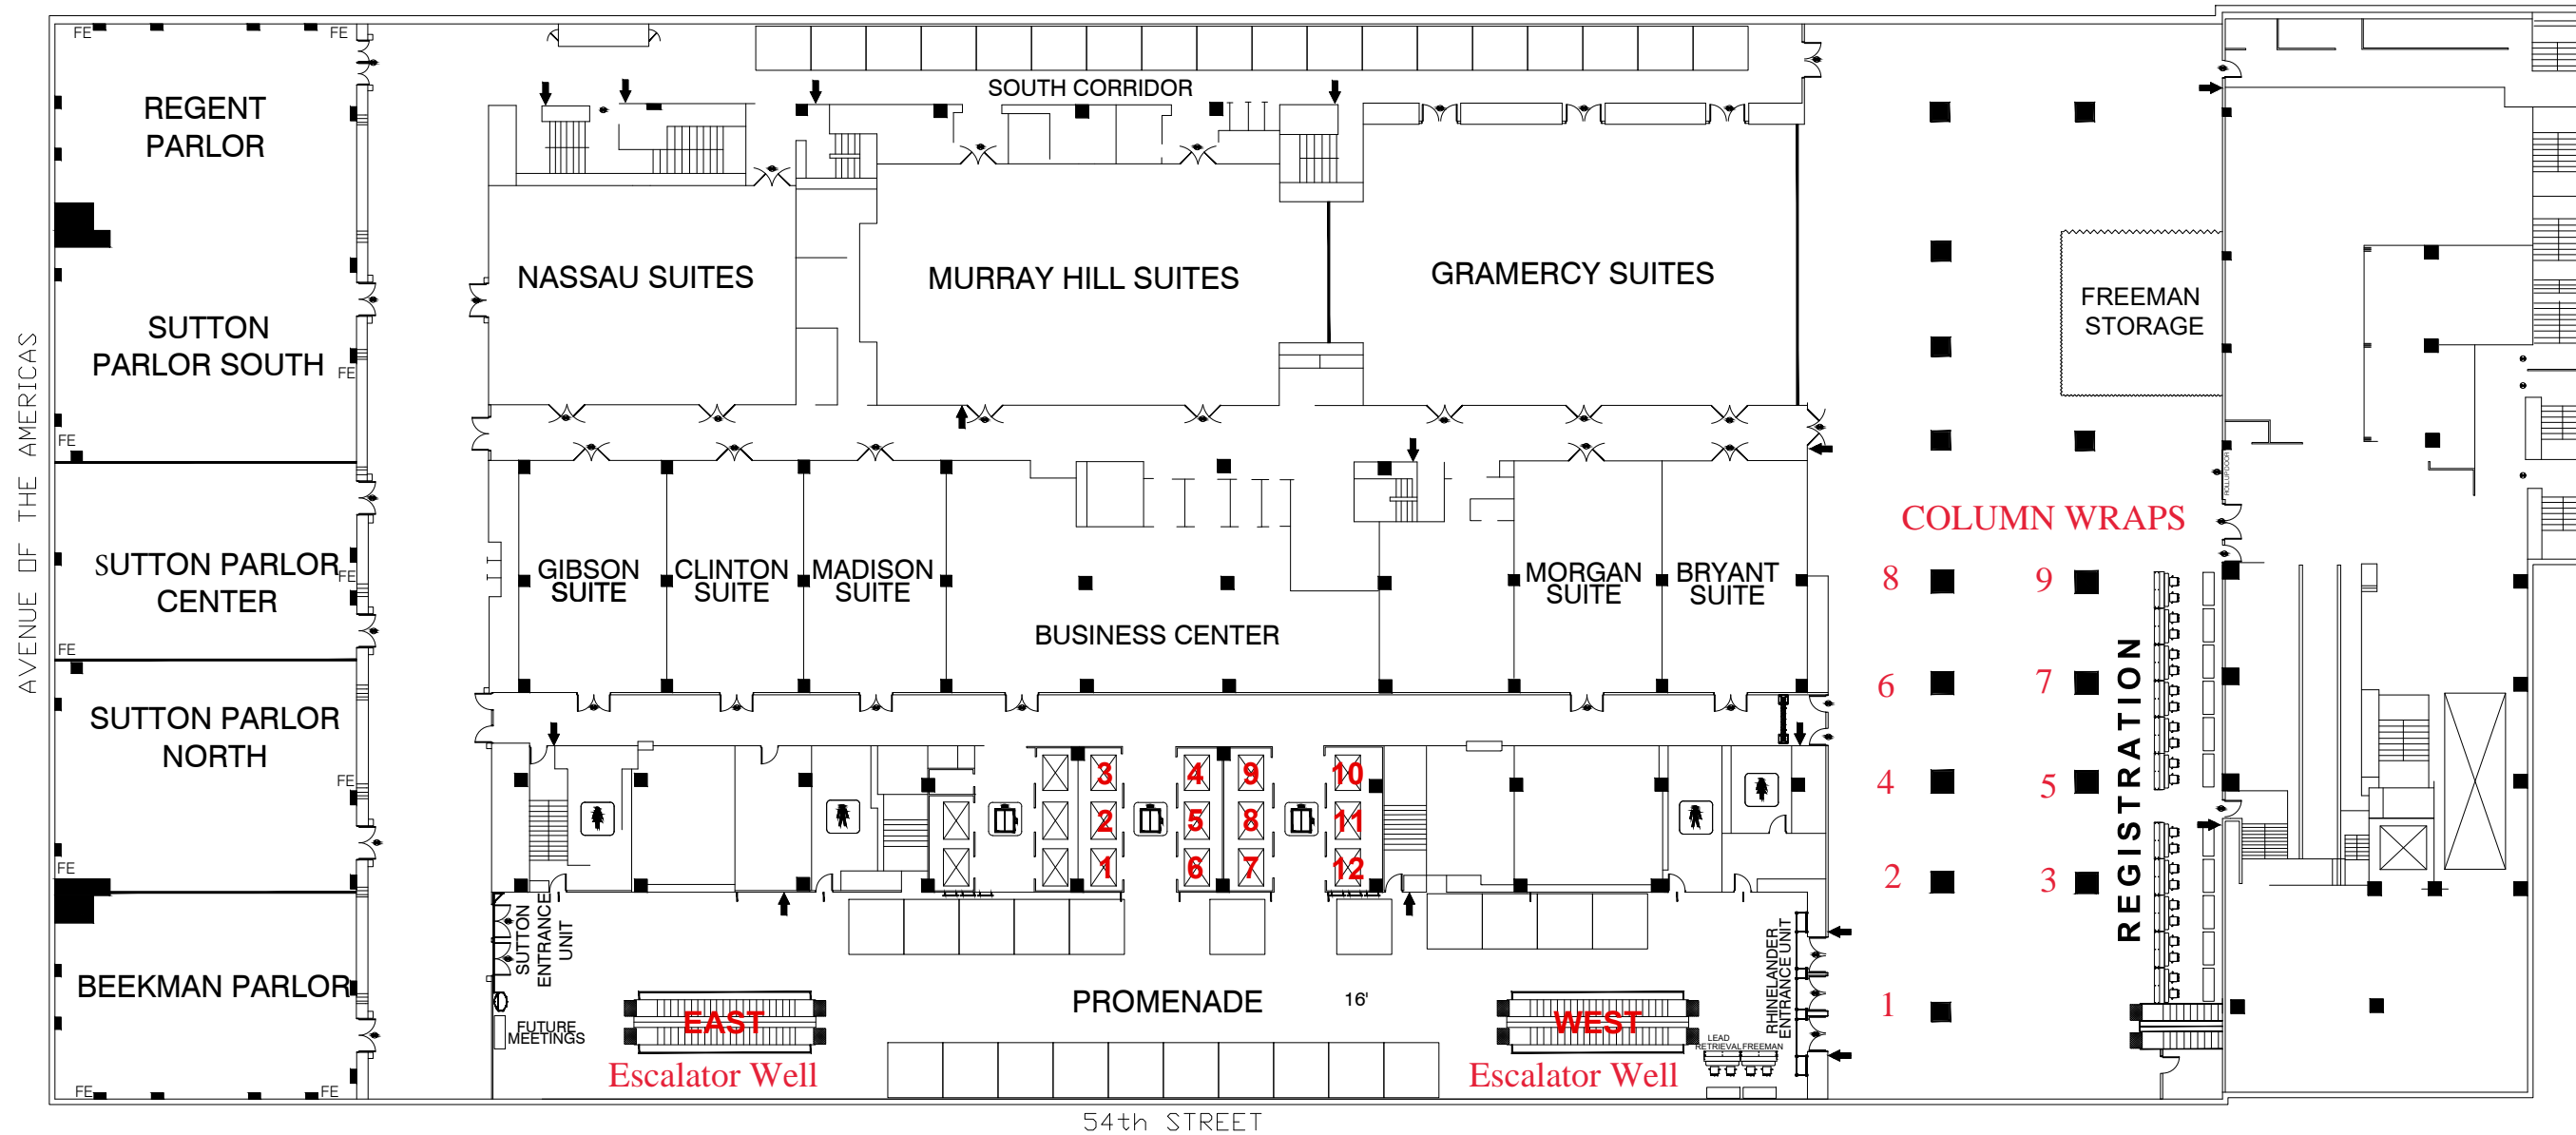 FE
FE
REGENT
PARLOR
SOUTH CORRIDOR
NASSAU SUITES
MURRAY HILL SUITES
GRAMERCY SUITES
FREEMAN
STORAGE
SUTTON
PARLOR SOUTH
FE
FE
AVENUE OF THE AMERICAS
ROLLUP DOOR
COLUMN WRAPS
SUTTON PARLOR
CENTER
FE
FE
GIBSON
SUITE
CLINTON
SUITE
MADISON
SUITE
BUSINESS CENTER
MORGAN
SUITE
BRYANT
SUITE
8
9
6
7
4
5
2
3
1
REGISTRATION
SUTTON PARLOR
NORTH
FE
FE
3
4
9
10
2
5
8
11
1
6
7
12
BEEKMAN PARLOR
FE
FE
SUTTON
ENTRANCE
UNIT
FUTURE
MEETINGS
EAST
Escalator Well
PROMENADE
16'
WEST
Escalator Well
RHINELANDER
ENTRANCE UNIT
LEAD
RETRIEVAL
FREEMAN
54th STREET